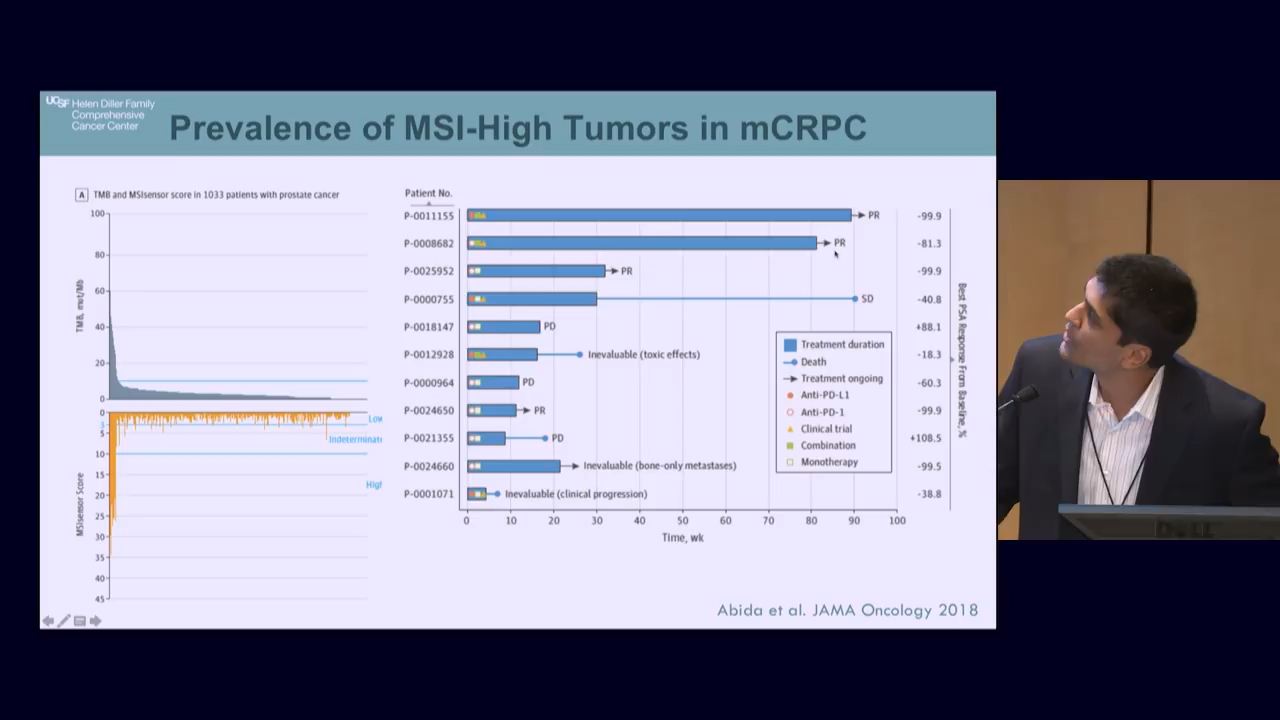 UCSF Helen Diller Family
Comprehensive
Cancer Center
Prevalence of MSI-High Tumors in mCRPC
A TMB and MSIsensor score in 1033 patients with prostate cancer
100
80
60
40
20
0
TMB, mut/Mb
0
3
5
10
15
20
25
30
35
40
45
MSIsensor Score
Low
Indeterminate
High
Patient No.
P-0011155 PR -99.9
P-0008682 PR -81.3
P-0025952 PR -99.9
P-0000755 SD -40.8
P-0018147 PD +88.1
P-0012928 Inevaluable (toxic effects) -18.3
P-0000964 PD -60.3
P-0024650 PR -99.9
P-0021355 PD +108.5
P-0024660 Inevaluable (bone-only metastases) -99.5
P-0001071 Inevaluable (clinical progression) -38.8
0 10 20 30 40 50 60 70 80 90 100
Time, wk
Treatment duration
Death
Treatment ongoing
Anti-PD-L1
Anti-PD-1
Clinical trial
Combination
Monotherapy
Best PSA Response From Baseline, %
Abida et al. JAMA Oncology 2018
DELL